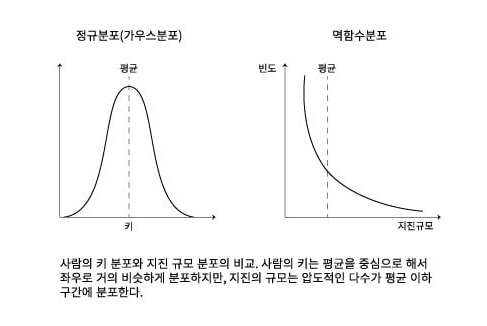 정규분포(가우스분포)
멱함수분포
평균
키
빈도
평균
지진규모
사람의 키 분포와 지진 규모 분포의 비교. 사람의 키는 평균을 중심으로 해서
좌우로 거의 비슷하게 분포하지만, 지진의 규모는 압도적인 다수가 평균 이하
구간에 분포한다.